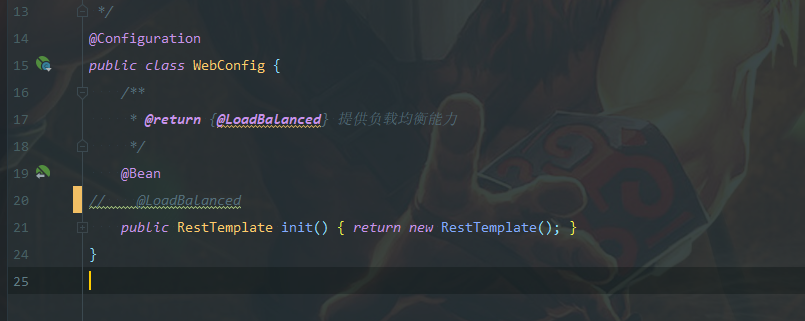 13 */
14 @Configuration
15 public class WebConfig {
16 /**
17 * @return {@LoadBalanced} 提供负载均衡能力
18 */
19 @Bean
20 // @LoadBalanced
21 public RestTemplate init() { return new RestTemplate(); }
24 }
25